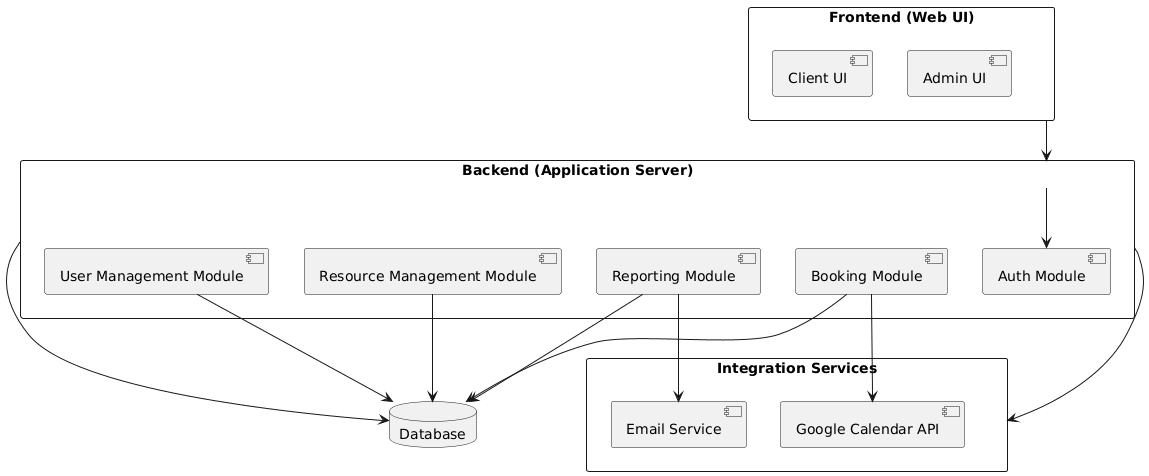 Frontend (Web UI)
Client UI
Admin UI
Backend (Application Server)
User Management Module
Resource Management Module
Reporting Module
Booking Module
Auth Module
Integration Services
Database
Email Service
Google Calendar API